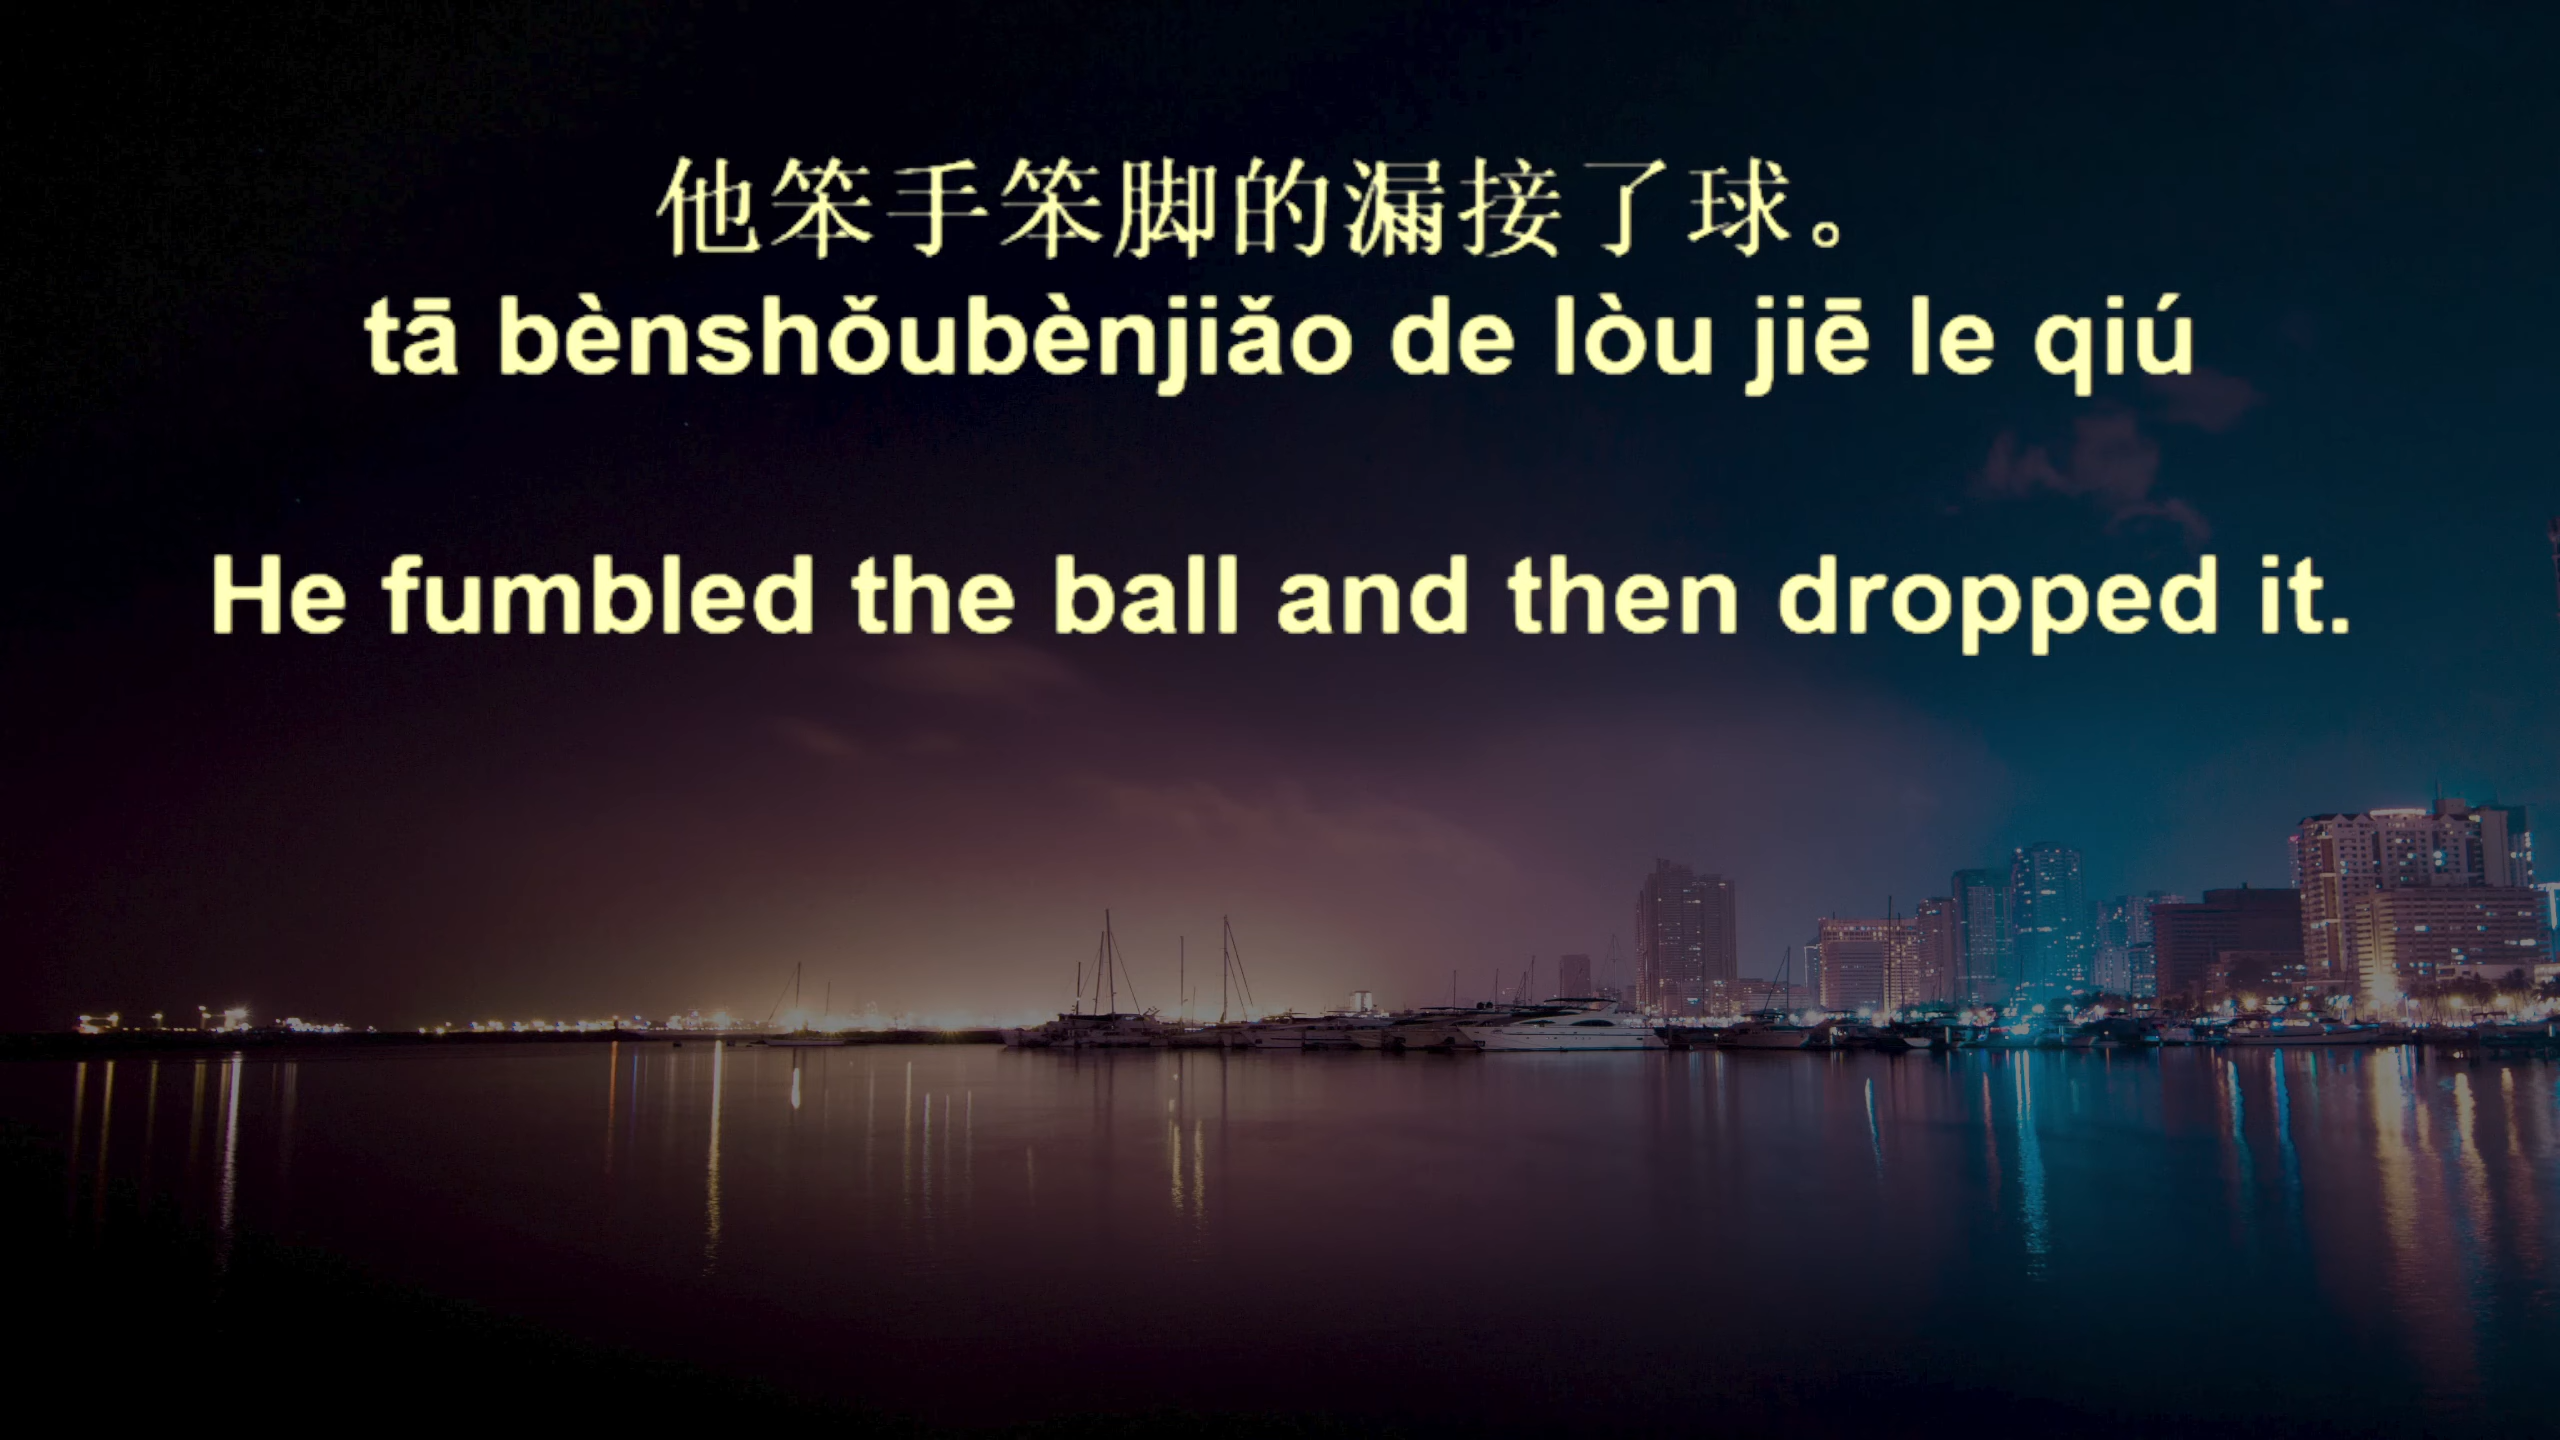 他笨手笨脚的漏接了球。
tā bènshǒubènjiǎo de lòu jiē le qiú
He fumbled the ball and then dropped it.